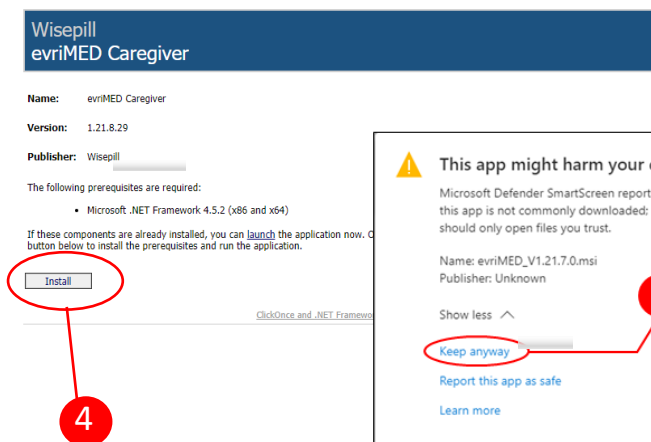 Wisepill
evriMED Caregiver
Name: evriMED Caregiver
Version: 1.21.8.29
Publisher: Wisepill
The following prerequisites are required:
• Microsoft .NET Framework 4.5.2 (x86 and x64)
If these components are already installed, you can launch the application now. O
button below to install the prerequisites and run the application.
Install
ClickOnce and .NET Framewo
4
This app might harm your
Microsoft Defender SmartScreen report
this app is not commonly downloaded;
should only open files you trust.
Name: evriMED_V1.21.7.0.msi
Publisher: Unknown
Show less
Keep anyway
Report this app as safe
Learn more